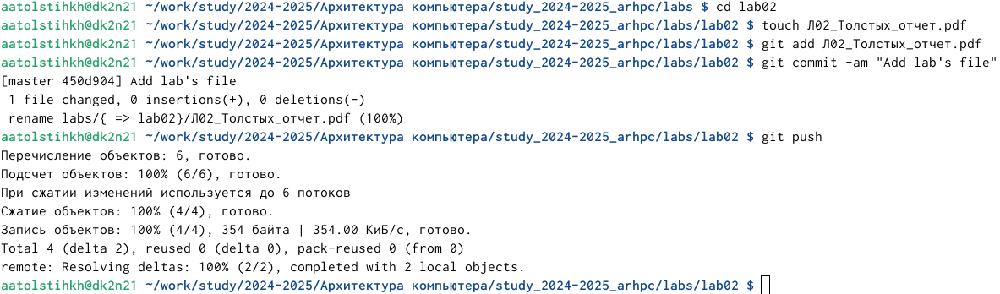 aatolstihkh@dk2n21 ~/work/study/2024-2025/Архитектура компьютера/study_2024-2025_arhpc/labs $ cd lab02
aatolstihkh@dk2n21 ~/work/study/2024-2025/Архитектура компьютера/study_2024-2025_arhpc/labs/lab02 $ touch Л02_Толстых_отчет.pdf
aatolstihkh@dk2n21 ~/work/study/2024-2025/Архитектура компьютера/study_2024-2025_arhpc/labs/lab02 $ git add Л02_Толстых_отчет.pdf
aatolstihkh@dk2n21 ~/work/study/2024-2025/Архитектура компьютера/study_2024-2025_arhpc/labs/lab02 $ git commit -am "Add lab's file"
[master 450d904] Add lab's file
 1 file changed, 0 insertions(+), 0 deletions(-)
 rename labs/{ => lab02}/Л02_Толстых_отчет.pdf (100%)
aatolstihkh@dk2n21 ~/work/study/2024-2025/Архитектура компьютера/study_2024-2025_arhpc/labs/lab02 $ git push
Перечисление объектов: 6, готово.
Подсчет объектов: 100% (6/6), готово.
При сжатии изменений используется до 6 потоков
Сжатие объектов: 100% (4/4), готово.
Запись объектов: 100% (4/4), 354 байта | 354.00 КиБ/с, готово.
Total 4 (delta 2), reused 0 (delta 0), pack-reused 0 (from 0)
remote: Resolving deltas: 100% (2/2), completed with 2 local objects.
aatolstihkh@dk2n21 ~/work/study/2024-2025/Архитектура компьютера/study_2024-2025_arhpc/labs/lab02 $